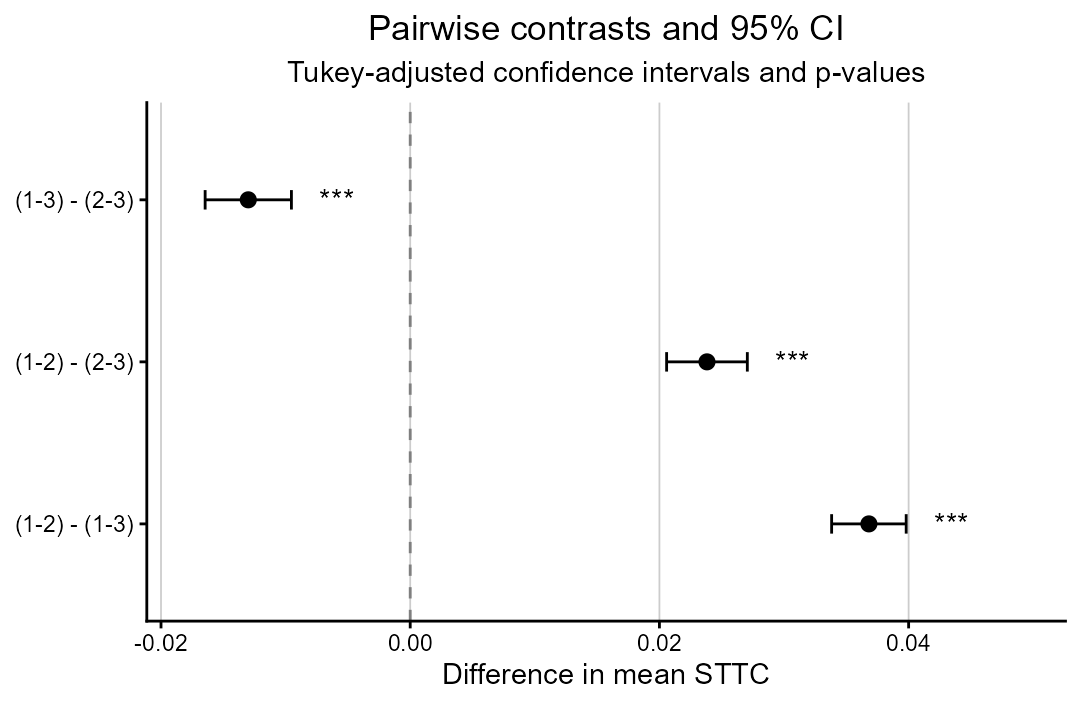 Pairwise contrasts and 95% CI
Tukey-adjusted confidence intervals and p-values
(1-3) - (2-3)
***
(1-2) - (2-3)
***
(1-2) - (1-3)
***
-0.02 0.00 0.02 0.04
Difference in mean STTC